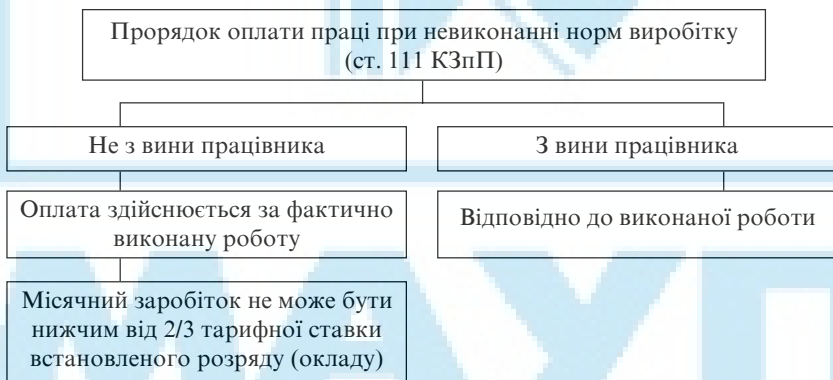 Прорядок оплати праці при невиконанні норм виробітку
(ст. 111 КЗпП)
Не з вини працівника
З вини працівника
Оплата здійснюється за фактично
виконану роботу
Відповідно до виконаної роботи
Місячний заробіток не може бути
нижчим від 2/3 тарифної ставки
встановленого розряду (окладу)
МАУП